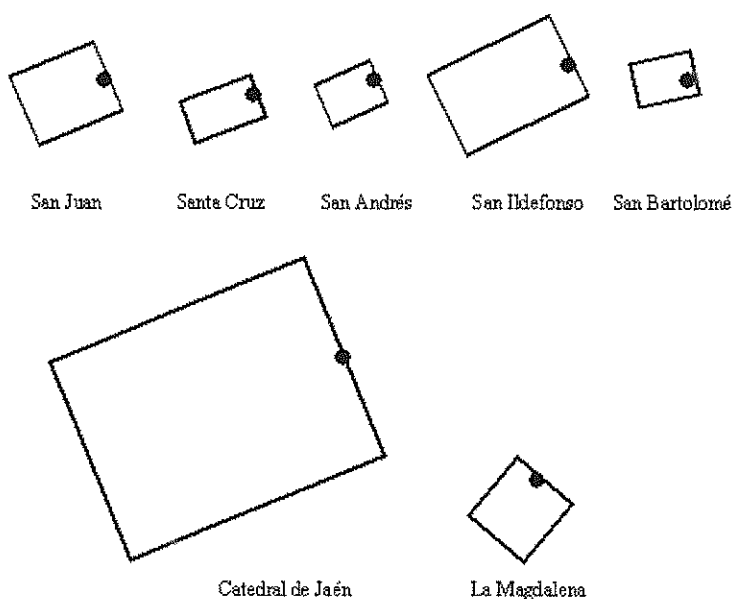 San Juan
Santa Cruz
San Andrés
San Ildefonso
San Bartolomé
Catedral de Jaén
La Magdalena